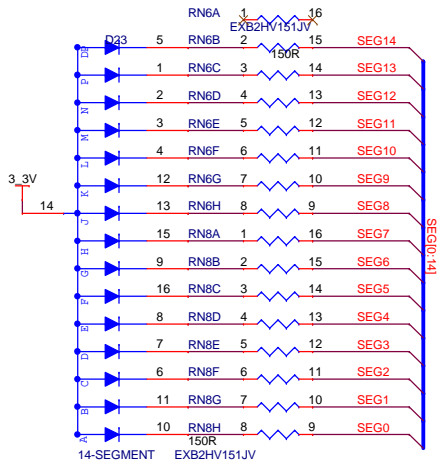 RN6A 1 16
EXB2HV151JV
D23 5 RN6B 2 15 SEG14
150R
DP
1 RN6C 3 14 SEG13
P
2 RN6D 4 13 SEG12
N
3 RN6E 5 12 SEG11
M
4 RN6F 6 11 SEG10
L
12 RN6G 7 10 SEG9
3_3V
K
14 13 RN6H 8 9 SEG8
J
15 RN8A 1 16 SEG7
H
SEG[0:14]
9 RN8B 2 15 SEG6
G
16 RN8C 3 14 SEG5
F
8 RN8D 4 13 SEG4
E
7 RN8E 5 12 SEG3
D
6 RN8F 6 11 SEG2
C
11 RN8G 7 10 SEG1
B
10 RN8H 8 9 SEG0
A
150R
14-SEGMENT EXB2HV151JV